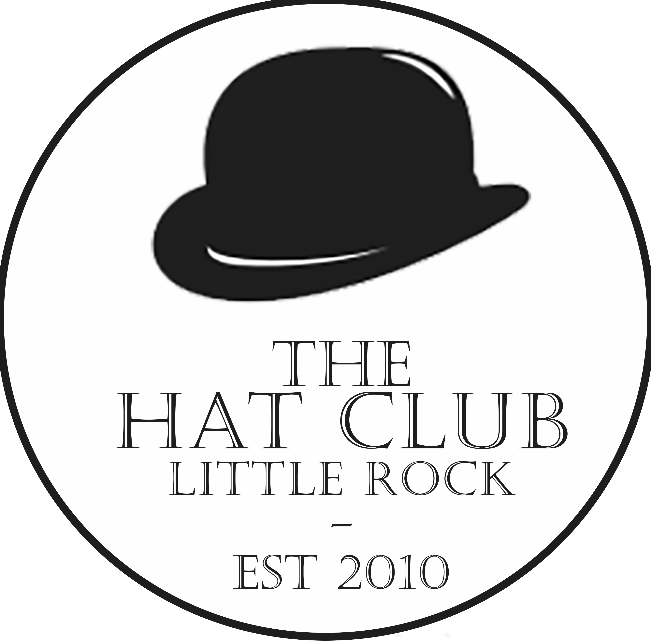 THE
HAT CLUB
LITTLE ROCK
–
EST 2010